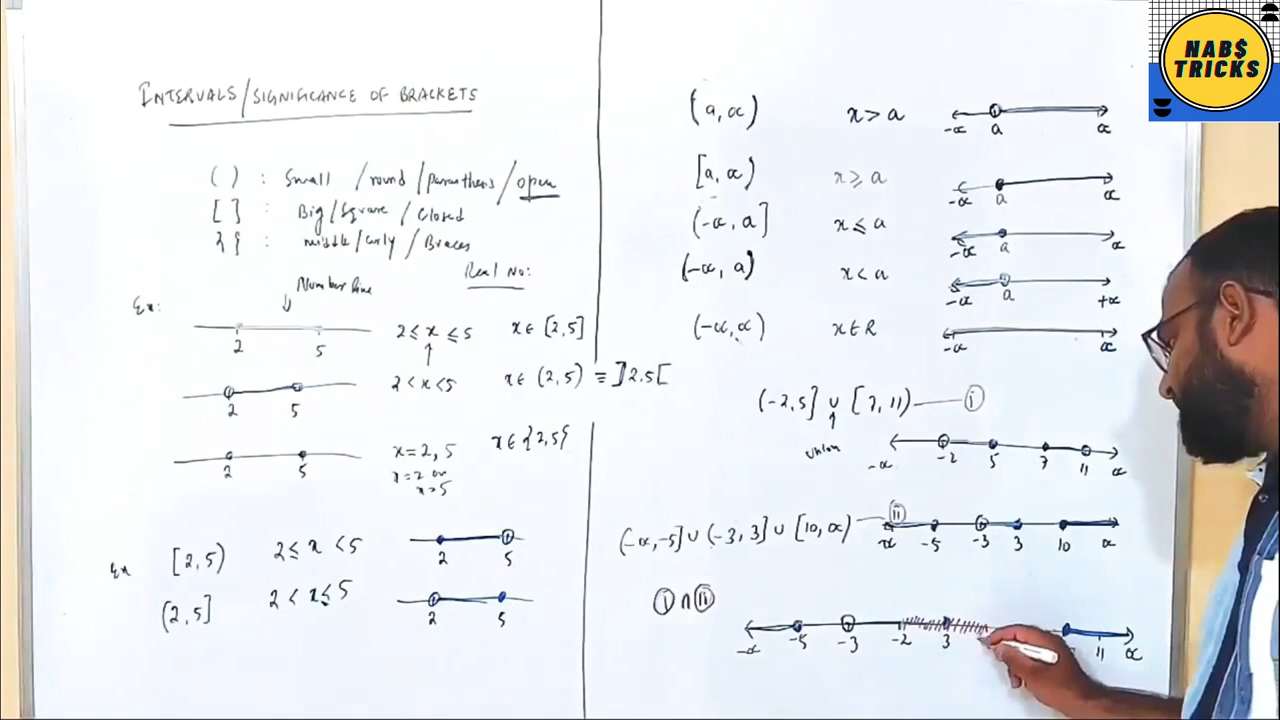 NAB$
TRICKS
INTERVALS/SIGNIFICANCE OF BRACKETS
( ) : Small /round/paranthers/open
[ ] : Big/Square/Closed
}{ : middle/curly/Braces
Real No:
Ex:
Number line
2 5
2 ≤ x ≤ 5 x ∈ [2,5]
2 5
2 < x < 5 x ∈ (2,5) ≡ ]2.5[
2 5
x = 2, 5 x ∈ {2,5}
x = 2 or
x = 5
Ex [2,5) 2 ≤ x < 5
2 5
(2,5] 2 < x ≤ 5
2 5
(a, ∝) x > a
-∝ a ∝
[a, ∝) x ⩾ a
-∝ a ∝
(-∝, a] x ⩽ a
-∝ a ∝
(-∝, a) x < a
-∝ a +∝
(-∝, ∝) x ∈ R
-∝ ∝
(-2,5] ∪ [7,11) i
union
-∝ -2 5 7 11 ∝
(-∝,-5] ∪ (-3,3] ∪ [10,∝) ii
-∝ -5 -3 3 10 ∝
i ∩ ii
-∝ -5 -3 -2 3 11 ∝